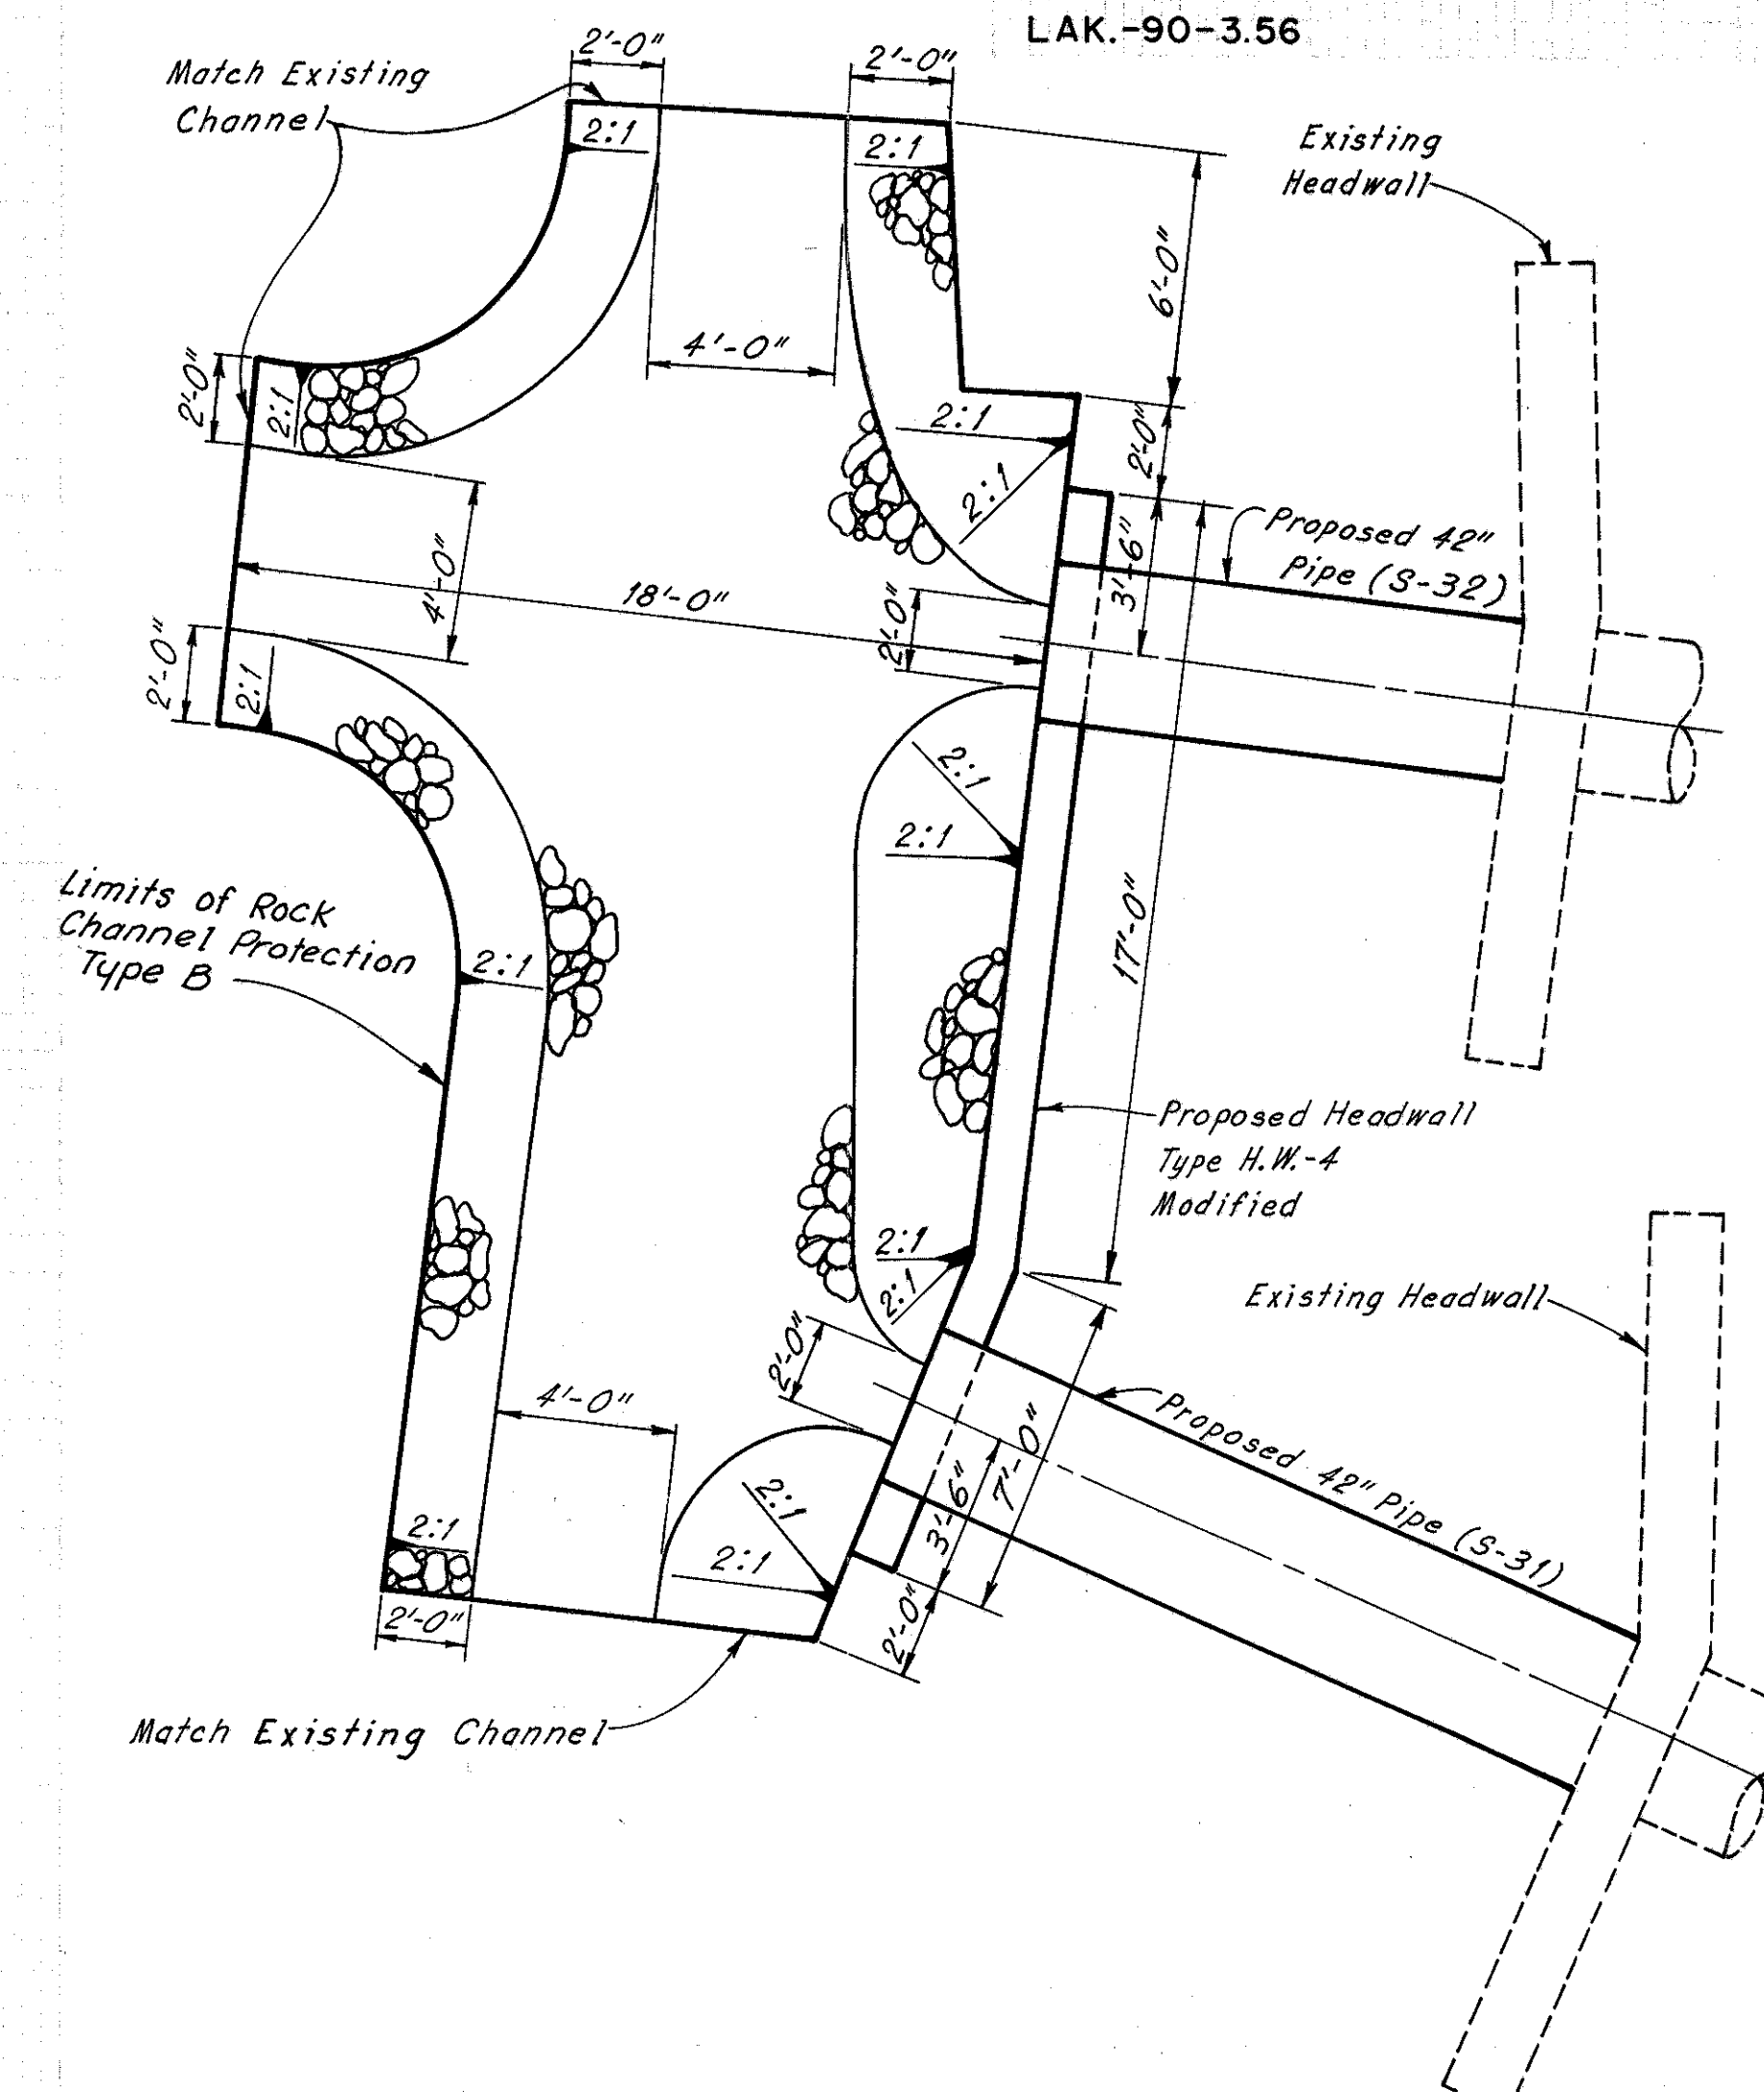 LAK.-90-3.56
2'-0"
2'-0"
Match Existing
Channel
2:1
2:1
Existing
Headwall
6'-0"
4'-0"
2'-0"
2:1
2:1
2'-0"
2:1
Proposed 42"
Pipe (S-32)
3'-6"
4'-0"
18'-0"
2'-0"
2'-0"
2:1
2:1
2:1
17'-0"
Limits of Rock
Channel Protection
Type B
2:1
Proposed Headwall
Type H.W.-4
Modified
2:1
2:1
Existing Headwall
2'-0"
4'-0"
7'-0"
Proposed 42" Pipe (S-31)
3'-6"
2:1
2:1
2:1
2'-0"
2'-0"
Match Existing Channel